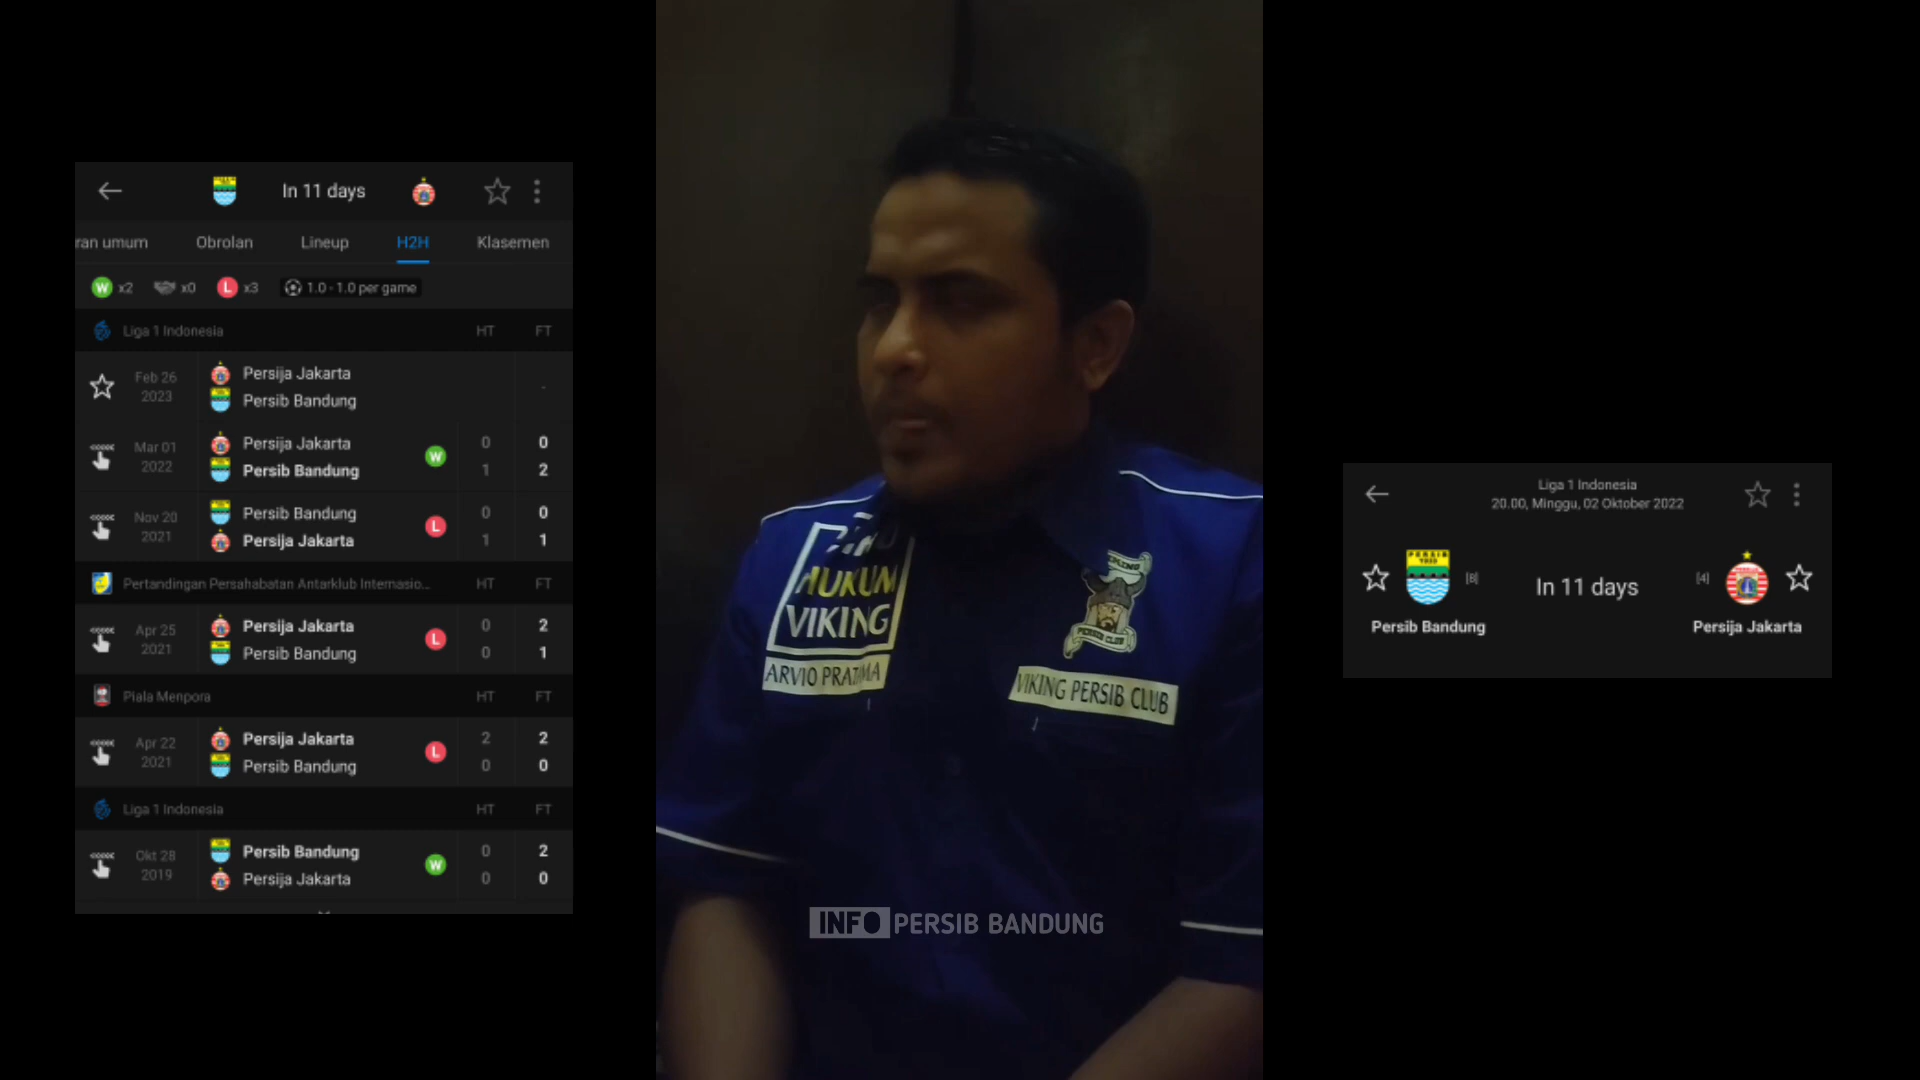 In 11 days
ran umum Obrolan Lineup H2H Klasemen
W x2 x0 L x3 1.0 - 1.0 per game
Liga 1 Indonesia HT FT
Feb 26 Persija Jakarta
2023 Persib Bandung -
Mar 01 Persija Jakarta 0 0
2022 Persib Bandung W 1 2
Nov 20 Persib Bandung 0 0
2021 Persija Jakarta L 1 1
Pertandingan Persahabatan Antarklub Internasio... HT FT
Apr 25 Persija Jakarta 0 2
2021 Persib Bandung L 0 1
Piala Menpora HT FT
Apr 22 Persija Jakarta 2 2
2021 Persib Bandung L 0 0
Liga 1 Indonesia HT FT
Okt 28 Persib Bandung 0 2
2019 Persija Jakarta W 0 0
HUKUM
VIKING
ARVIO PRATAMA
PERSIB CLUB
VIKING PERSIB CLUB
INFO PERSIB BANDUNG
Liga 1 Indonesia
20.00, Minggu, 02 Oktober 2022
PERSIB
[8] In 11 days [4]
Persib Bandung Persija Jakarta